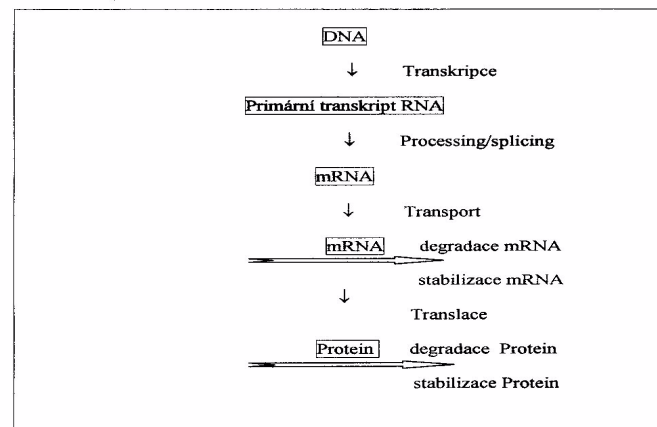 DNA
↓ Transkripce
Primární transkript RNA
↓ Processing/splicing
mRNA
↓ Transport
mRNA degradace mRNA
stabilizace mRNA
↓ Translace
Protein degradace Protein
stabilizace Protein